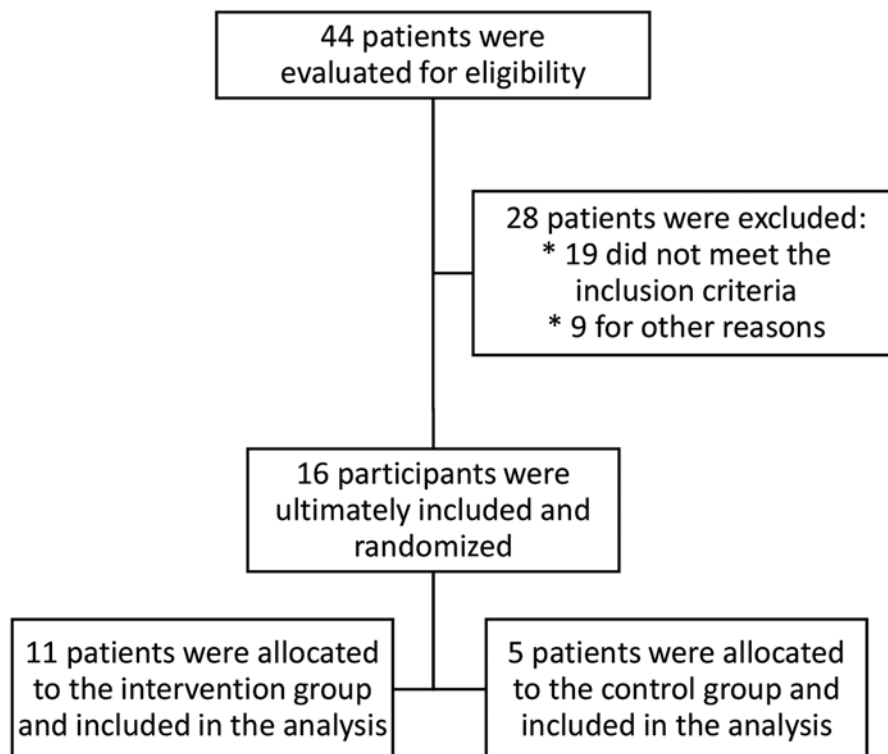 44 patients were
evaluated for eligibility
28 patients were excluded:
* 19 did not meet the
inclusion criteria
* 9 for other reasons
16 participants were
ultimately included and
randomized
11 patients were allocated
to the intervention group
and included in the analysis
5 patients were allocated
to the control group and
included in the analysis